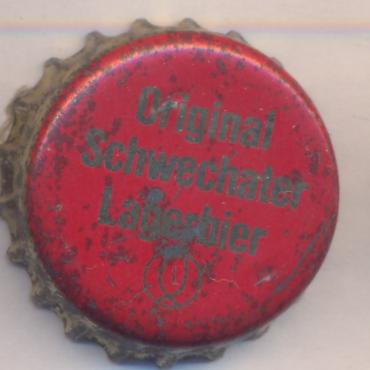 Original
Schwechater
Lagerbier